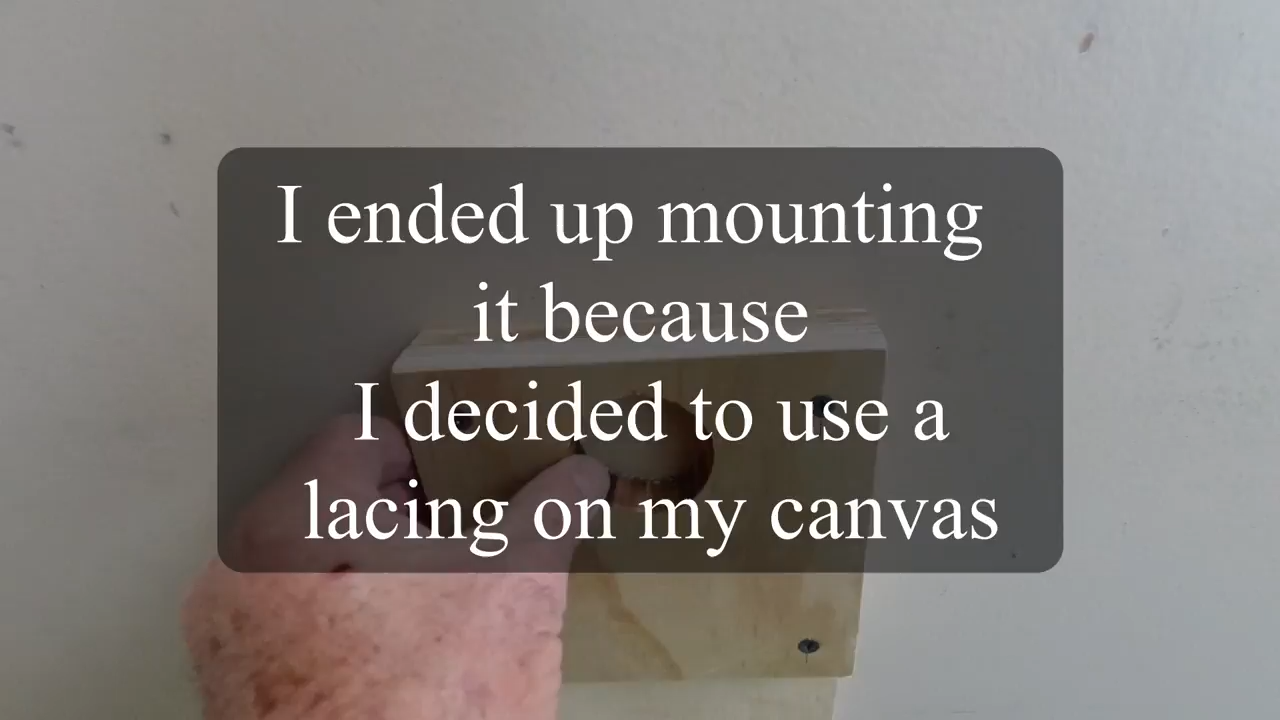 I ended up mounting
it because
I decided to use a
lacing on my canvas